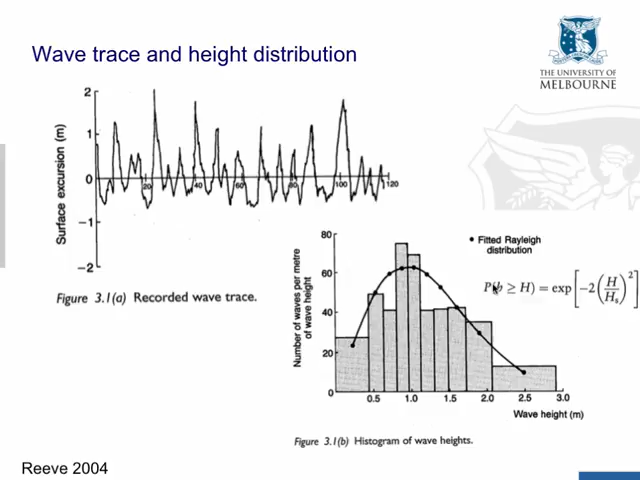 Wave trace and height distribution
THE UNIVERSITY OF
MELBOURNE
2
1
0
−1
−2
20
40
60
80
100
120
Surface excursion (m)
Figure 3.1(a) Recorded wave trace.
80
60
40
20
0
0.5
1.0
1.5
2.0
2.5
3.0
Number of waves per metre
of wave height
• Fitted Rayleigh
distribution
≥ H) = exp[−2(H/Hs)²]
Wave height (m)
Figure 3.1(b) Histogram of wave heights.
Reeve 2004